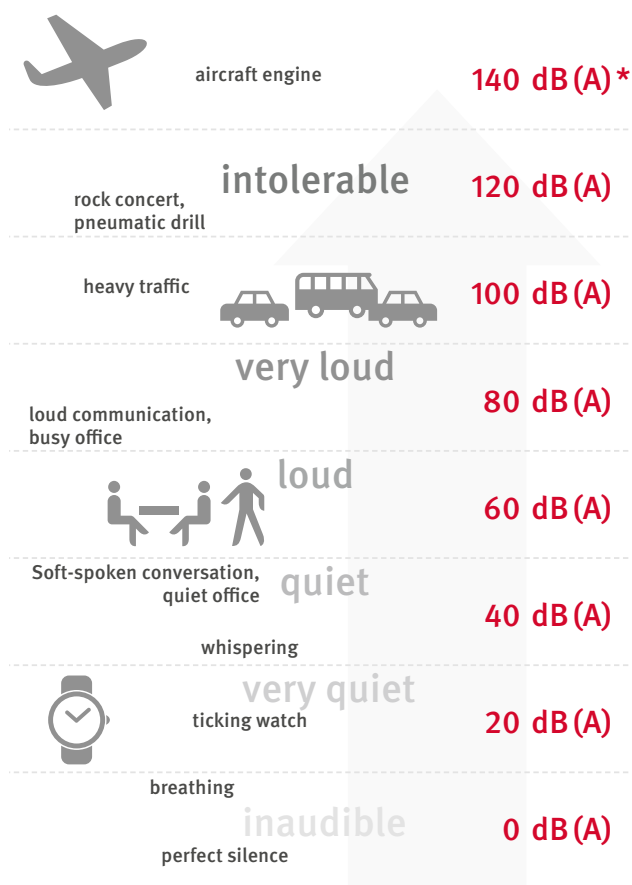 aircraft engine
140 dB(A)*
intolerable
120 dB(A)
rock concert,
pneumatic drill
heavy traffic
100 dB(A)
very loud
80 dB(A)
loud communication,
busy office
loud
60 dB(A)
Soft-spoken conversation,
quiet office
quiet
40 dB(A)
whispering
very quiet
ticking watch
20 dB(A)
breathing
inaudible
0 dB(A)
perfect silence